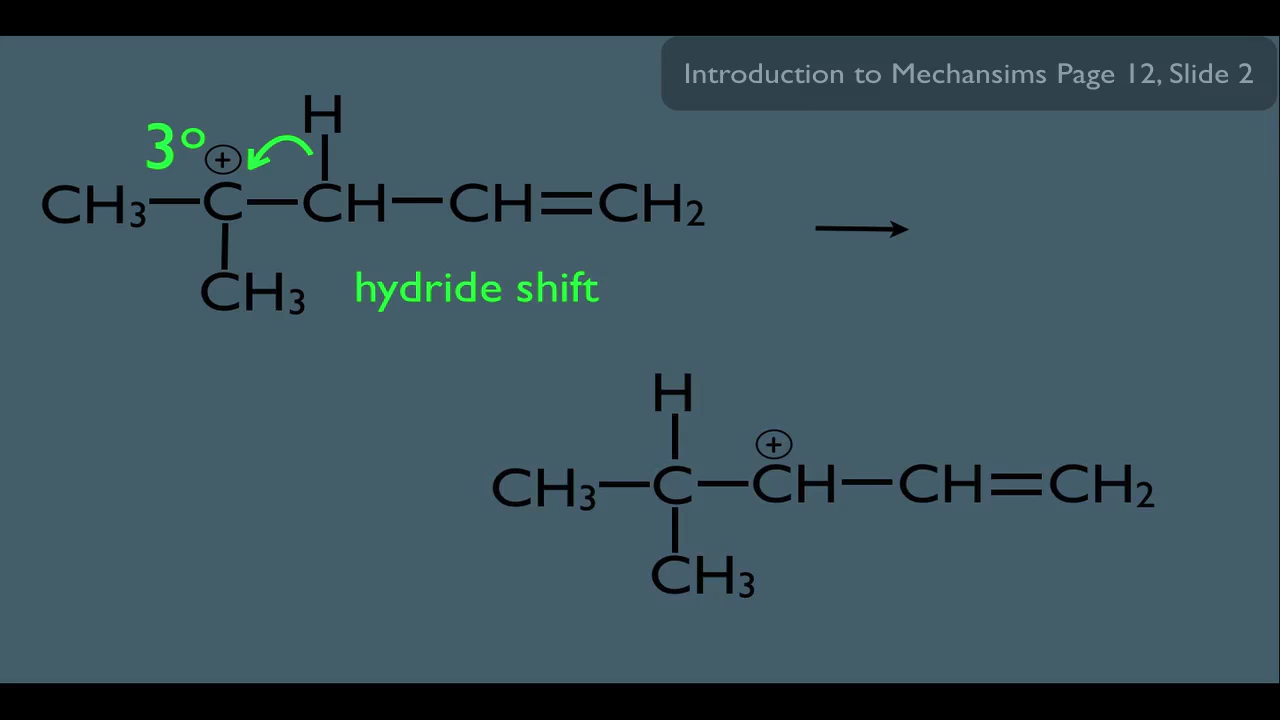 Introduction to Mechansims Page 12, Slide 2
H
3° ⊕
CH₃—C—CH—CH=CH₂
CH₃
hydride shift
H
⊕
CH₃—C—CH—CH=CH₂
CH₃